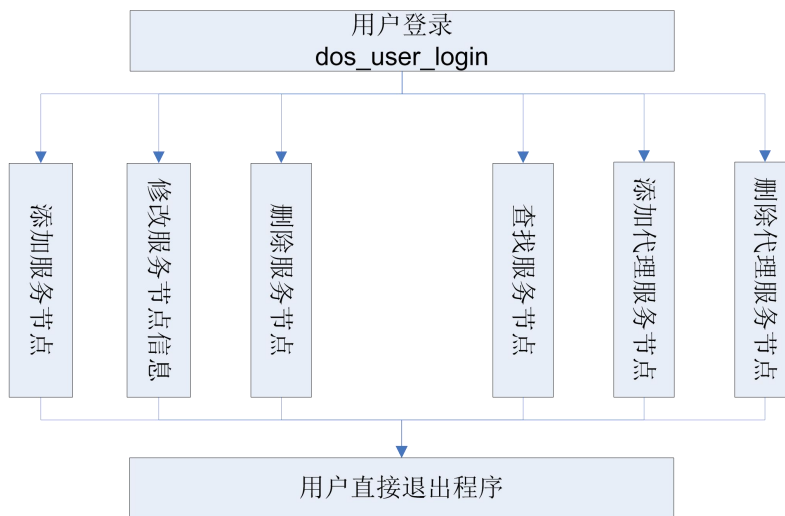 用户登录
dos_user_login
添加服务节点
修改服务节点信息
删除服务节点
查找服务节点
添加代理服务节点
删除代理服务节点
用户直接退出程序